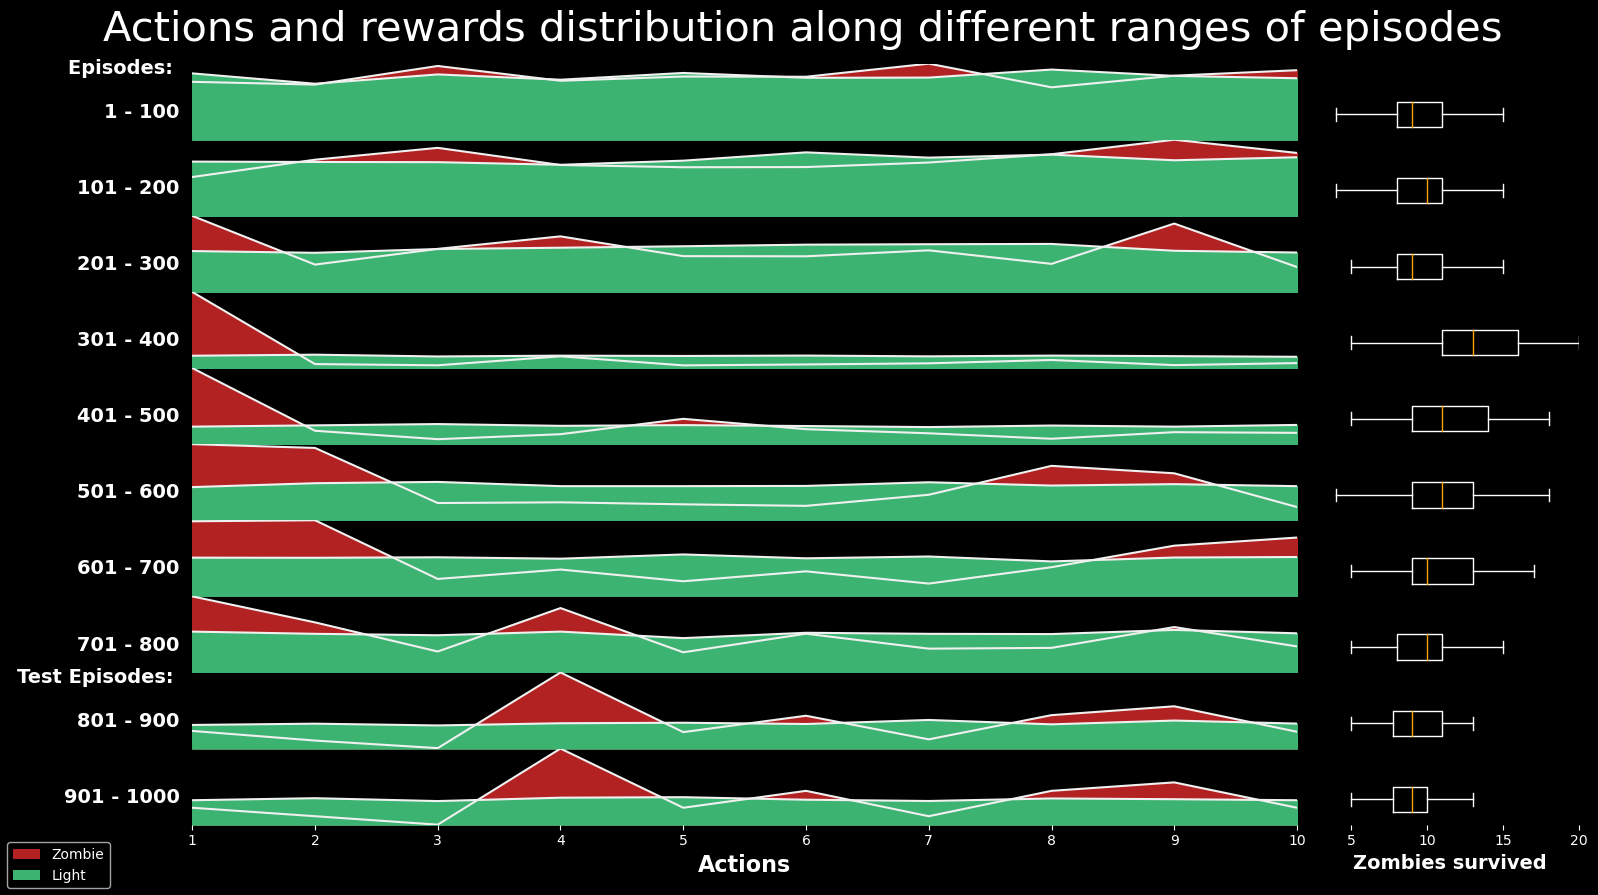 Actions and rewards distribution along different ranges of episodes
Episodes:
1 - 100
101 - 200
201 - 300
301 - 400
401 - 500
501 - 600
601 - 700
701 - 800
Test Episodes:
801 - 900
901 - 1000
1 2 3 4 5 6 7 8 9 10
5 10 15 20
Actions
Zombies survived
Zombie
Light